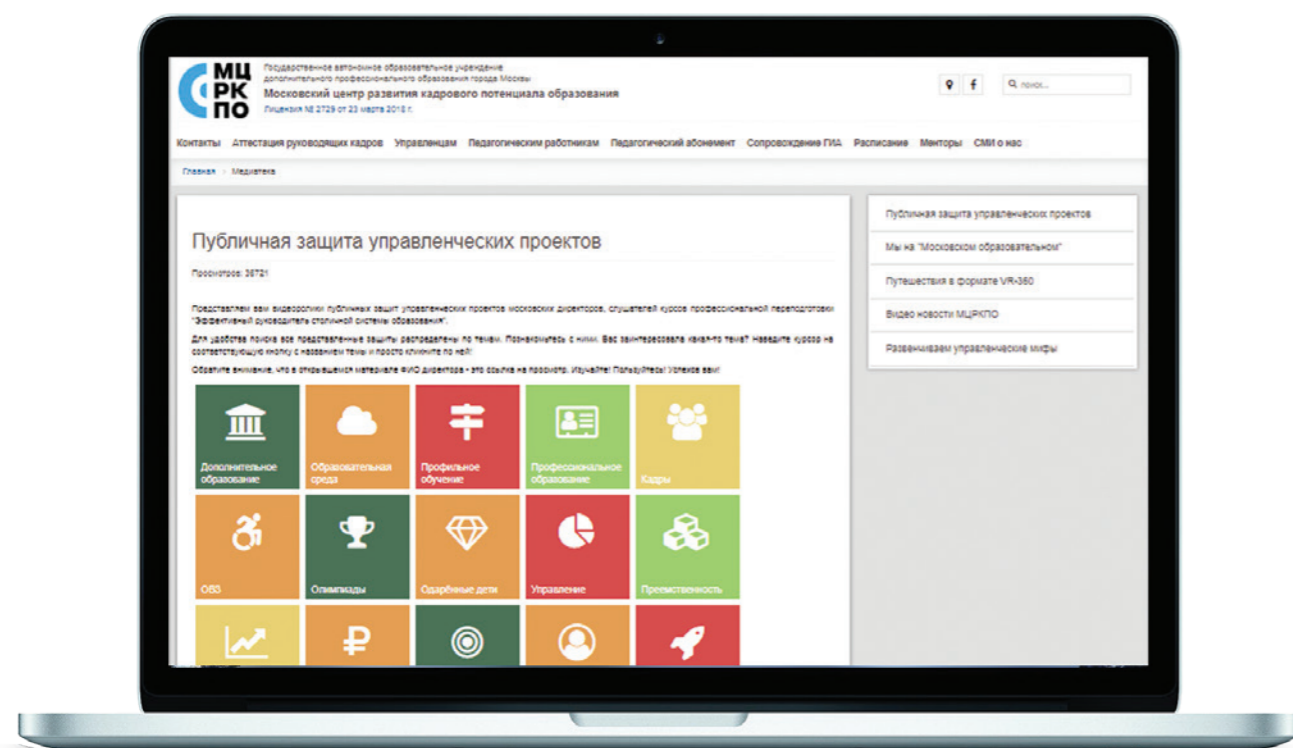 МЦ
РК
ПО
Государственное автономное образовательное учреждение
дополнительного профессионального образования города Москвы
Московский центр развития кадрового потенциала образования
Лицензия № 2729 от 23 марта 2018 г.
поиск...
Контакты Аттестация руководящих кадров Управленцам Педагогическим работникам Педагогический абонемент Сопровождение ГИА Расписание Менторы СМИ о нас
Главная Медиатека
Публичная защита управленческих проектов
Просмотров: 36721
Представляем вам видеоролики публичных защит управленческих проектов московских директоров, слушателей курсов профессиональной переподготовки
"Эффективный руководитель столичной системы образования".
Для удобства поиска все представленные защиты распределены по темам. Познакомьтесь с ними. Вас заинтересовала какая-то тема? Наведите курсор на
соответствующую кнопку с названием темы и просто кликните по ней!
Обратите внимание, что в открывшемся материале ФИО директора - это ссылка на просмотр. Изучайте! Пользуйтесь! Успехов вам!
Дополнительное
образование
Образовательная
среда
Профильное
обучение
Профессиональное
образование
Кадры
ОВЗ
Олимпиады
Одарённые дети
Управление
Преемственность
Публичная защита управленческих проектов
Мы на "Московском образовательном"
Путешествия в формате VR-360
Видео новости МЦРКПО
Развенчиваем управленческие мифы